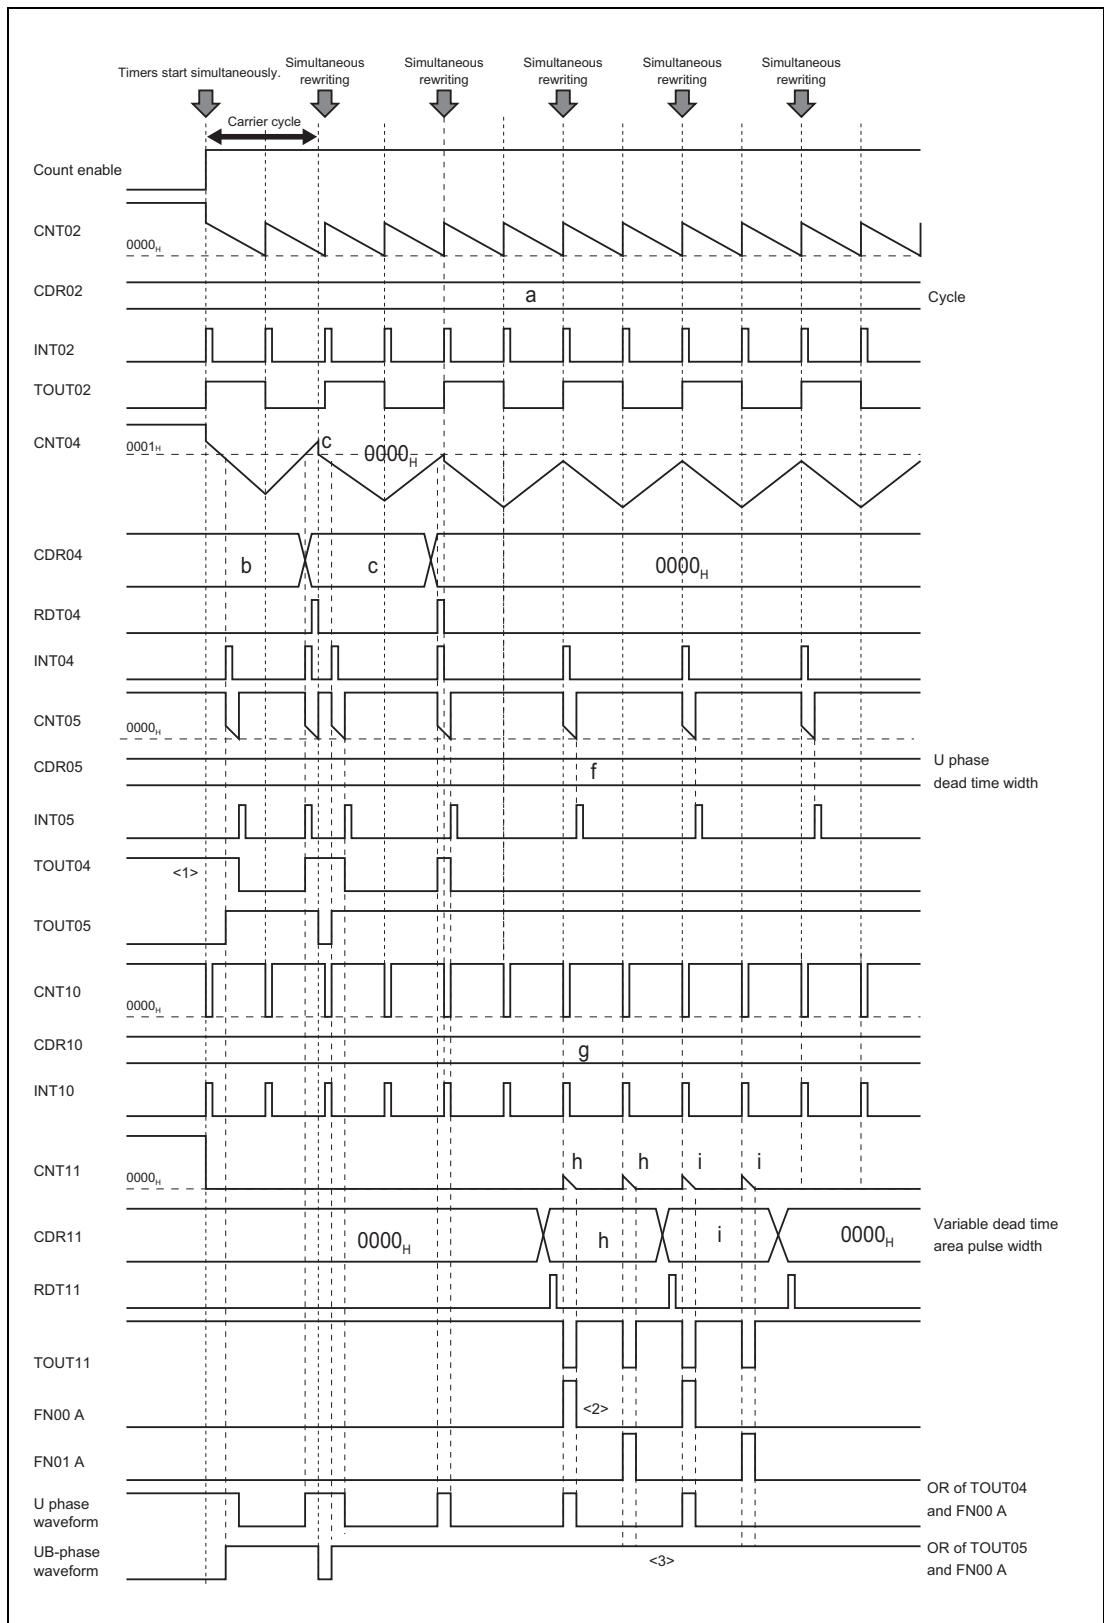 Simultaneous Simultaneous Simultaneous Simultaneous Simultaneous
Timers start simultaneously. rewriting rewriting rewriting rewriting rewriting
Carrier cycle
Count enable
CNT02
0000H
CDR02 a Cycle
INT02
TOUT02
CNT04 0001H c 0000H
CDR04 b c 0000H
RDT04
INT04
CNT05 0000H
CDR05 f U phase
dead time width
INT05
TOUT04 <1>
TOUT05
CNT10
0000H
CDR10 g
INT10
CNT11 0000H h h i i
CDR11 0000H h i 0000H Variable dead time
area pulse width
RDT11
TOUT11
FN00 A <2>
FN01 A
U phase
waveform
OR of TOUT04
and FN00 A
UB-phase
waveform
<3>
OR of TOUT05
and FN00 A